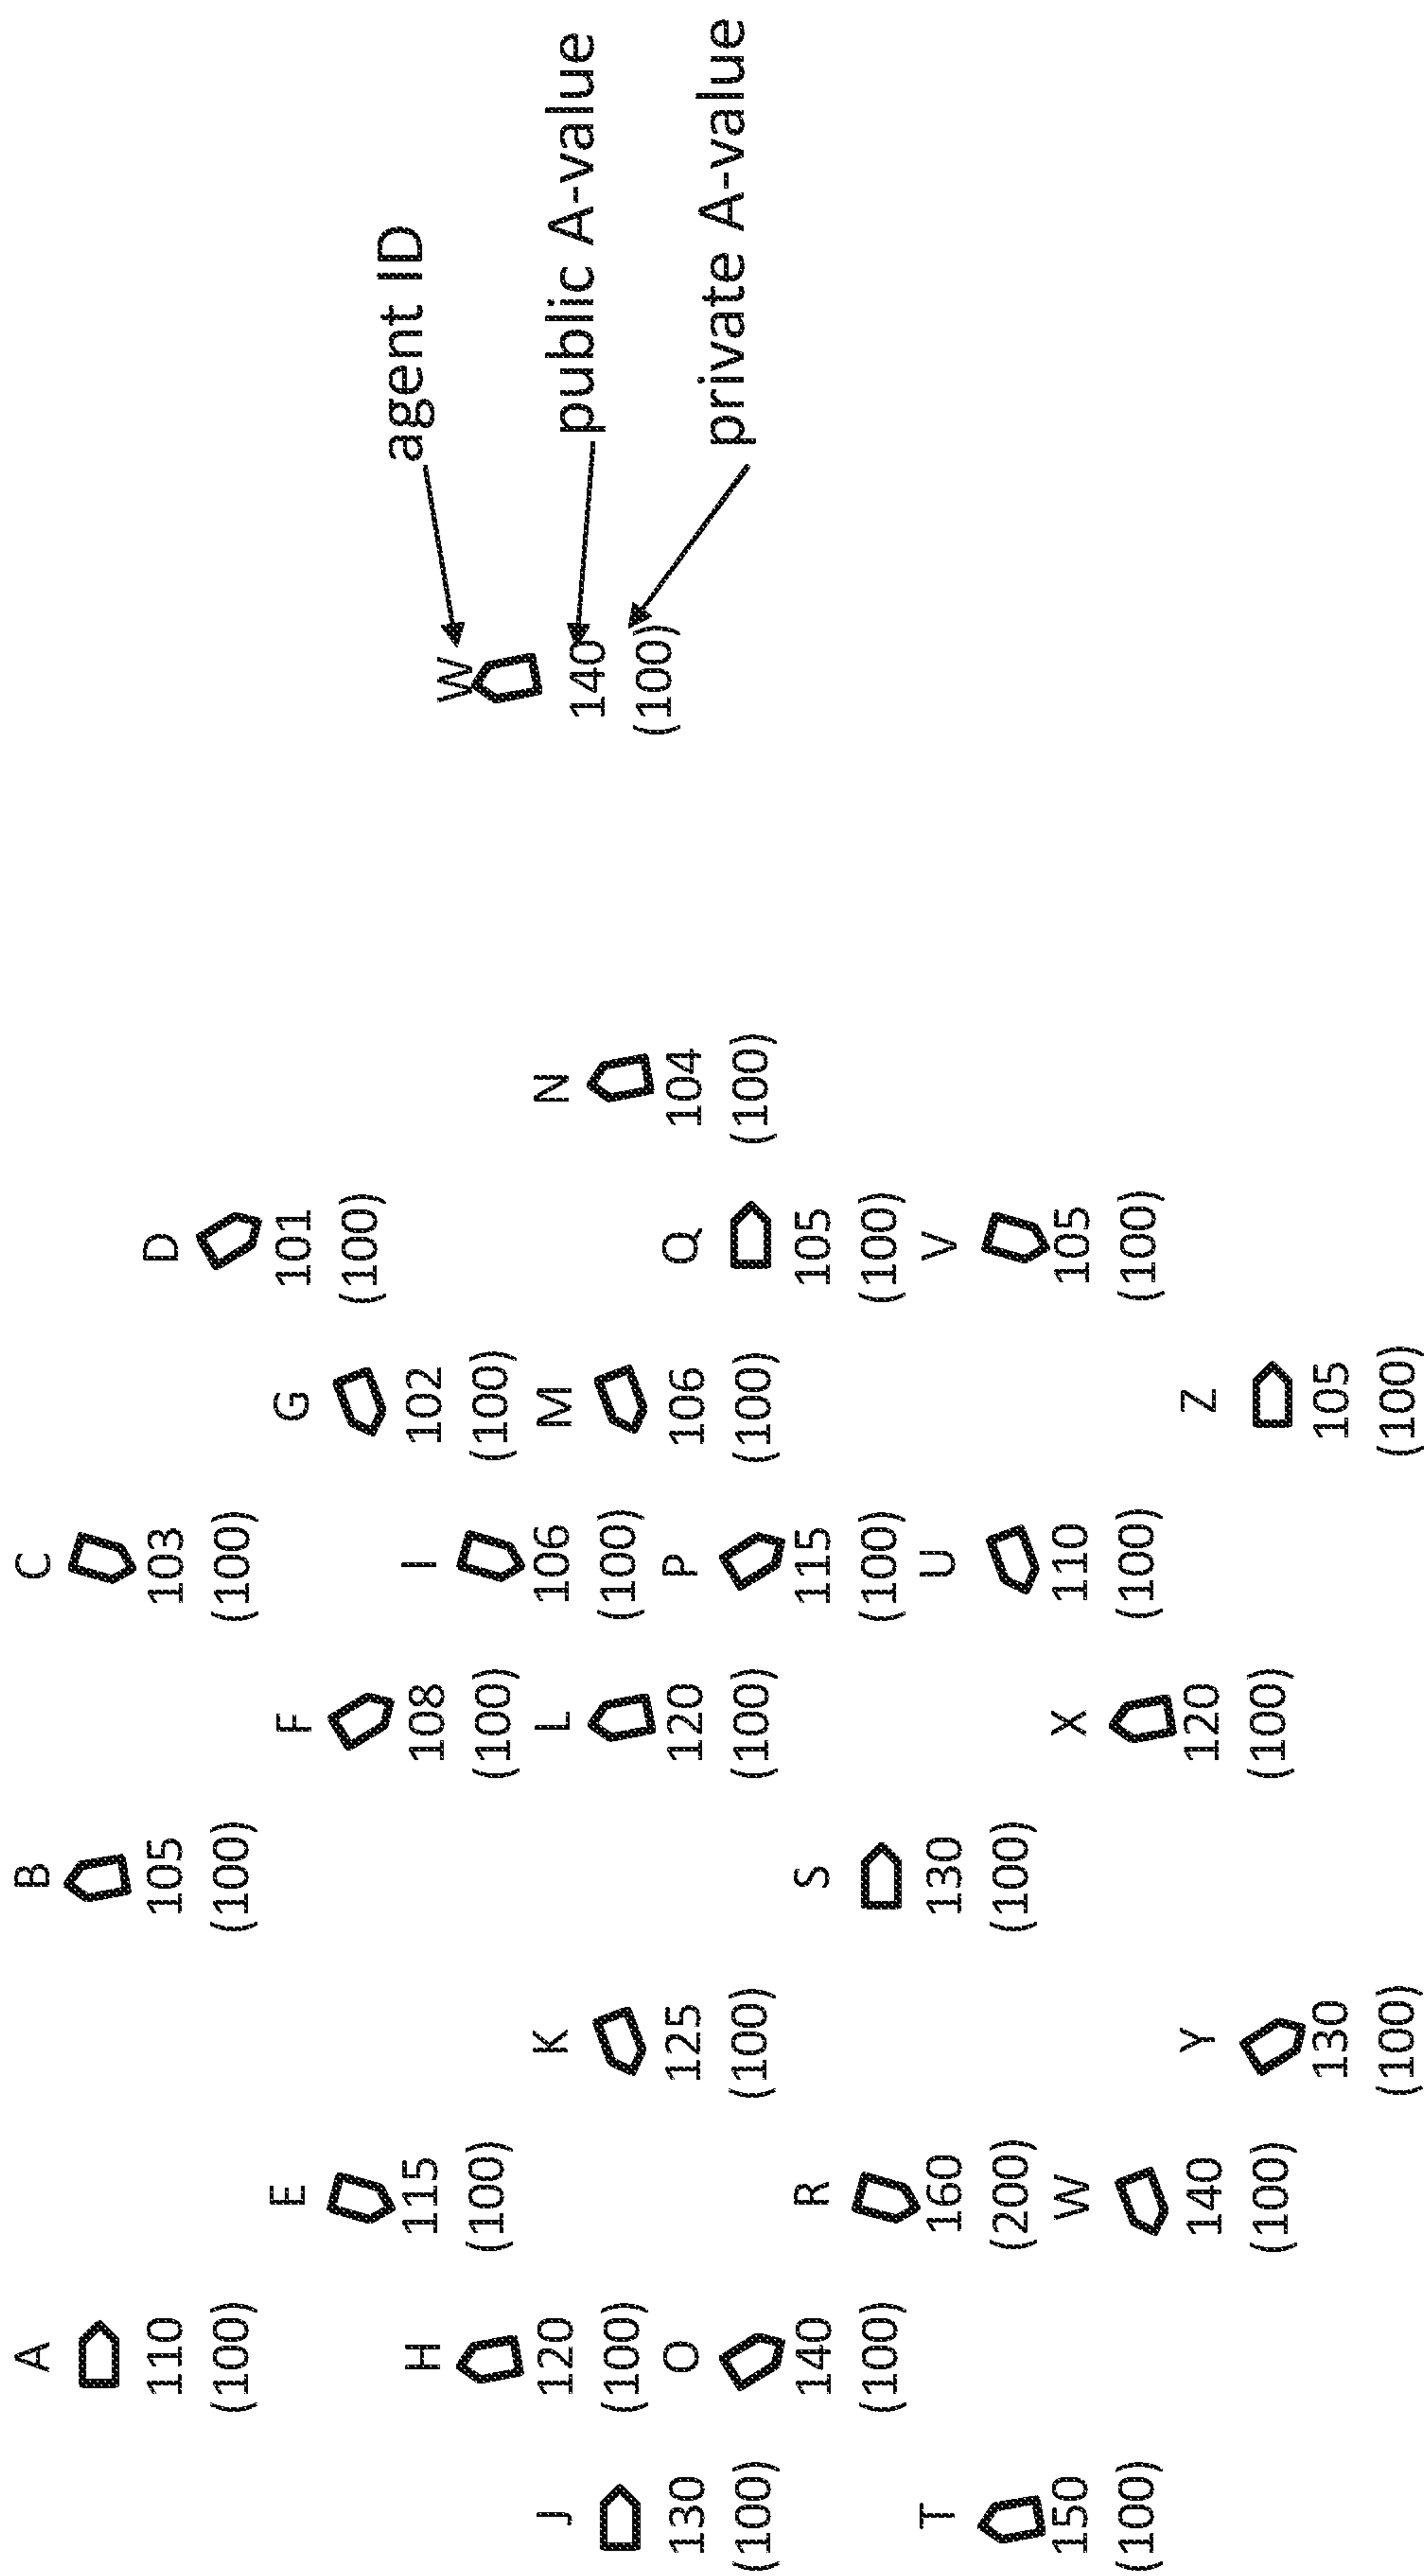 A
110
(100)
B
105
(100)
C
103
(100)
D
101
(100)
E
115
(100)
F
108
(100)
G
102
(100)
H
120
(100)
I
106
(100)
J
130
(100)
K
125
(100)
L
120
(100)
M
106
(100)
N
104
(100)
O
140
(100)
P
115
(100)
Q
105
(100)
R
160
(200)
S
130
(100)
T
150
(100)
U
110
(100)
V
105
(100)
W
140
(100)
X
120
(100)
Y
130
(100)
Z
105
(100)
W
140
(100)
agent ID
public A-value
private A-value